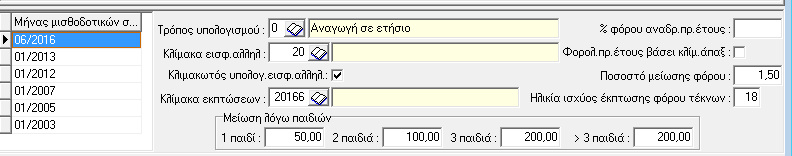 Μήνας μισθοδοτικών σ...
06/2016
01/2013
01/2012
01/2007
01/2005
01/2003
Τρόπος υπολογισμού : 0 Αναγωγή σε ετήσιο
% φόρου αναδρ.πρ.έτους :
Κλίμακα εισφ.αλληλ. : 20
Φορολ.πρ.έτους βάσει κλίμ.άπαξ :
Κλιμακωτός υπολογ.εισφ.αλληλ.:
Ποσοστό μείωσης φόρου : 1,50
Κλίμακα εκπτώσεων : 20166
Ηλικία ισχύος έκπτωσης φόρου τέκνων : 18
Μείωση λόγω παιδιών
1 παιδί : 50,00 2 παιδιά : 100,00 3 παιδιά : 200,00 > 3 παιδιά : 200,00